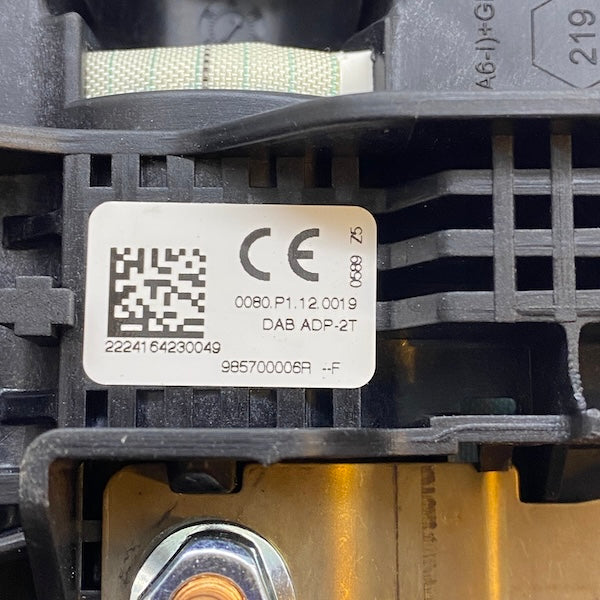 A6-I)+G
219
CE
0589 Z5
0080.P1.12.0019
DAB ADP-2T
2224164230049
985700006R --F